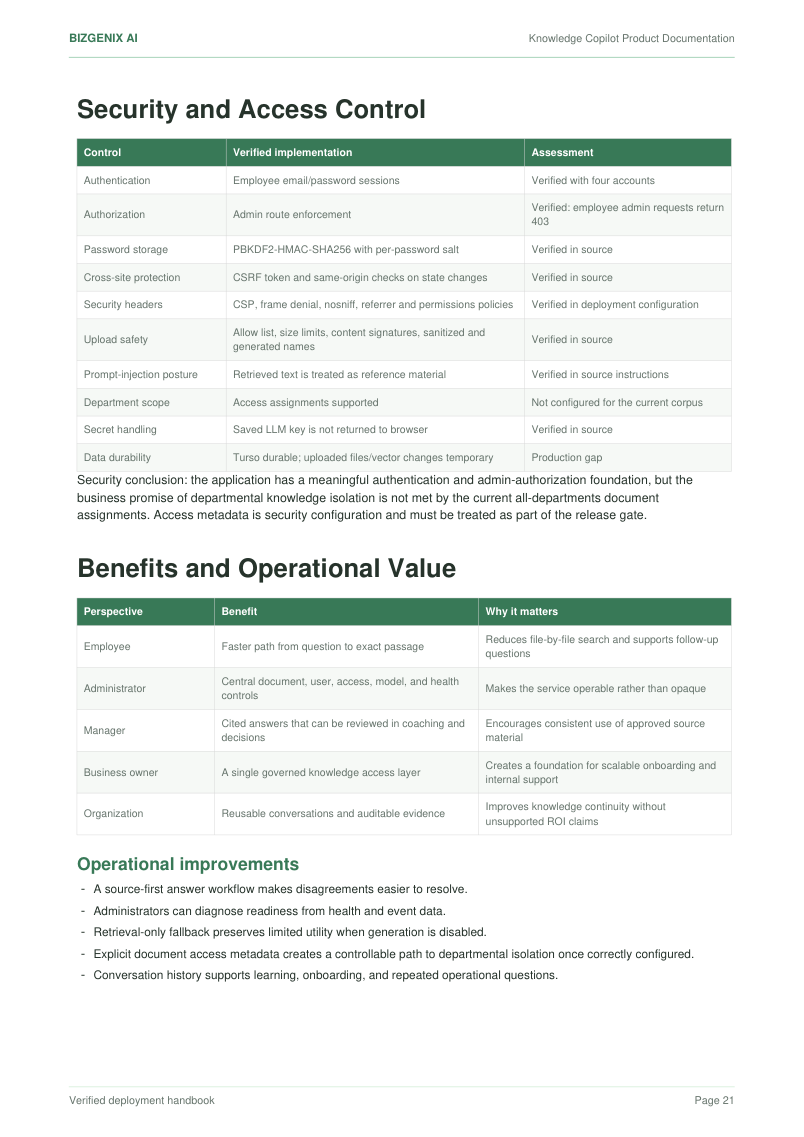 BIZGENIX AI
Knowledge Copilot Product Documentation
Security and Access Control
Control Verified implementation Assessment
Authentication Employee email/password sessions Verified with four accounts
Authorization Admin route enforcement Verified: employee admin requests return
403
Password storage PBKDF2-HMAC-SHA256 with per-password salt Verified in source
Cross-site protection CSRF token and same-origin checks on state changes Verified in source
Security headers CSP, frame denial, nosniff, referrer and permissions policies Verified in deployment configuration
Upload safety Allow list, size limits, content signatures, sanitized and
generated names Verified in source
Prompt-injection posture Retrieved text is treated as reference material Verified in source instructions
Department scope Access assignments supported Not configured for the current corpus
Secret handling Saved LLM key is not returned to browser Verified in source
Data durability Turso durable; uploaded files/vector changes temporary Production gap
Security conclusion: the application has a meaningful authentication and admin-authorization foundation, but the
business promise of departmental knowledge isolation is not met by the current all-departments document
assignments. Access metadata is security configuration and must be treated as part of the release gate.
Benefits and Operational Value
Perspective Benefit Why it matters
Employee Faster path from question to exact passage Reduces file-by-file search and supports follow-up
questions
Administrator Central document, user, access, model, and health
controls Makes the service operable rather than opaque
Manager Cited answers that can be reviewed in coaching and
decisions Encourages consistent use of approved source
material
Business owner A single governed knowledge access layer Creates a foundation for scalable onboarding and
internal support
Organization Reusable conversations and auditable evidence Improves knowledge continuity without
unsupported ROI claims
Operational improvements
- A source-first answer workflow makes disagreements easier to resolve.
- Administrators can diagnose readiness from health and event data.
- Retrieval-only fallback preserves limited utility when generation is disabled.
- Explicit document access metadata creates a controllable path to departmental isolation once correctly configured.
- Conversation history supports learning, onboarding, and repeated operational questions.
Verified deployment handbook
Page 21